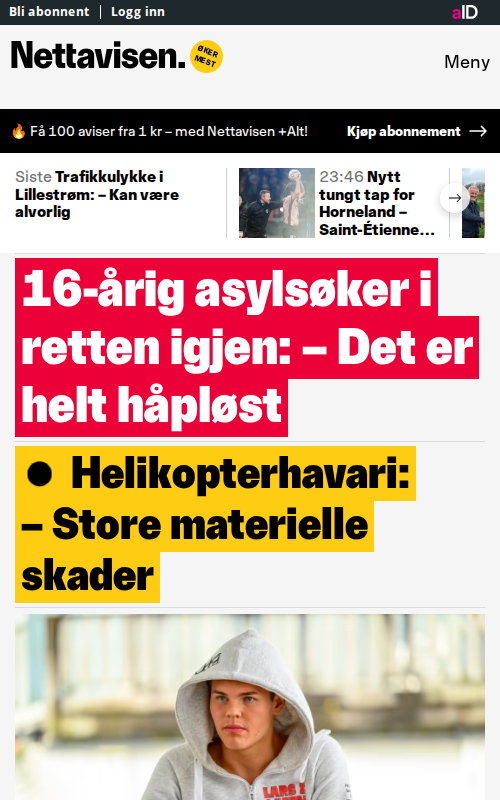 Bli abonnent
Logg inn
aID
Nettavisen.
ØKER
MEST
Meny
🔥 Få 100 aviser fra 1 kr – med Nettavisen +Alt!
Kjøp abonnement →
Siste Trafikkulykke i
Lillestrøm: – Kan være
alvorlig
23:46 Nytt
tungt tap for
Horneland –
Saint-Étienne...
16-årig asylsøker i
retten igjen: – Det er
helt håpløst
● Helikopterhavari:
– Store materielle
skader
LARS